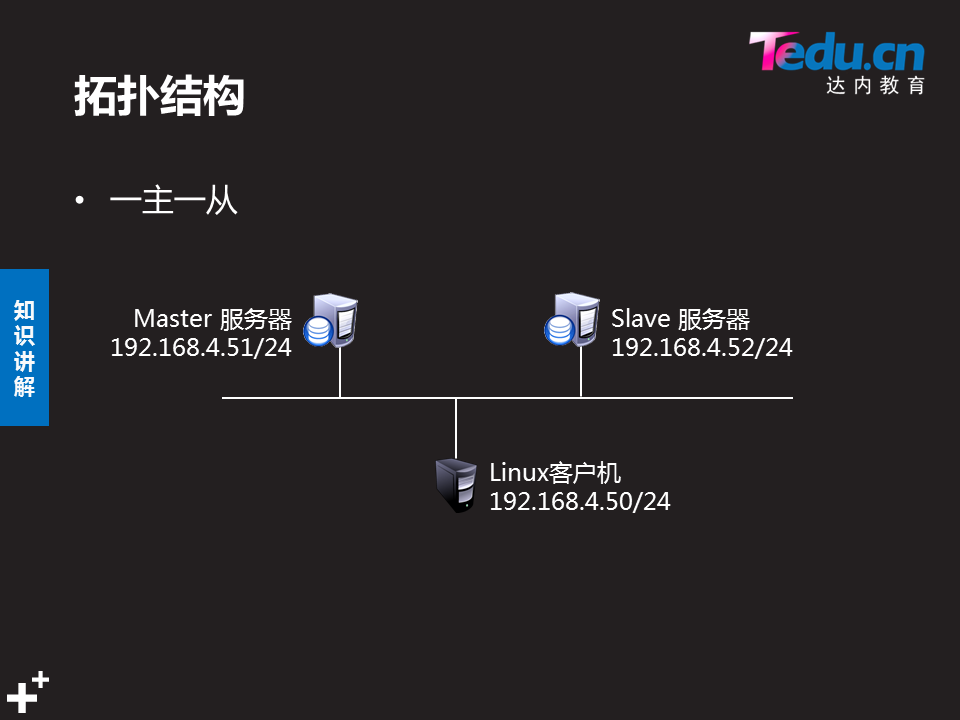 Tedu.cn
达内教育
拓扑结构
• 一主一从
知
识
讲
解
Master 服务器
192.168.4.51/24
Slave 服务器
192.168.4.52/24
Linux客户机
192.168.4.50/24